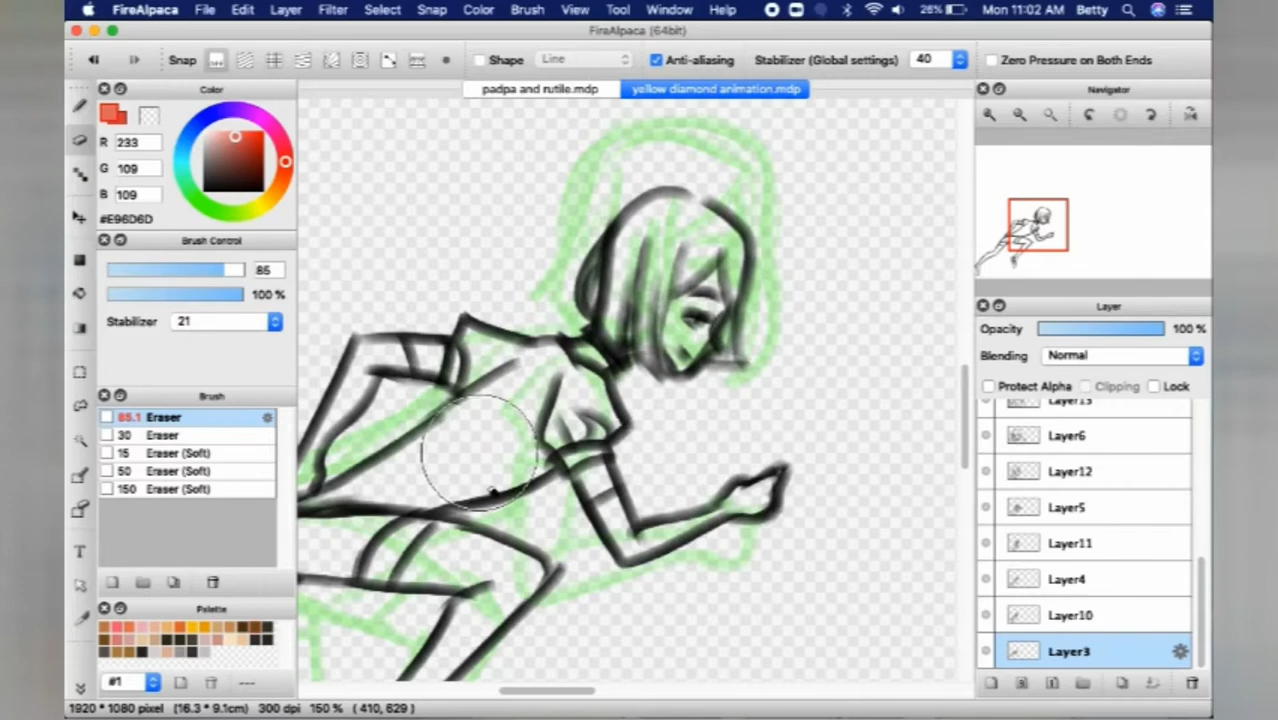 FireAlpaca File Edit Layer Filter Select Snap Color Brush View Tool Window Help 26% Mon 11:02 AM Betty
FireAlpaca (64bit)
Snap Shape Line Anti-aliasing Stabilizer (Global settings) 40 Zero Pressure on Both Ends
Color
padpa and rutile.mdp
yellow diamond animation.mdp
Navigator
R 233
G 109
B 109
#E96D6D
Brush Control
85
100 %
Stabilizer 21
Layer
Opacity 100 %
Blending Normal
Protect Alpha Clipping Lock
Brush
85.1 Eraser
30 Eraser
15 Eraser (Soft)
50 Eraser (Soft)
150 Eraser (Soft)
Layer13
Layer6
Layer12
Layer5
Layer11
Layer4
Layer10
Layer3
T
Palette
#1
1920 * 1080 pixel (16.3 * 9.1cm) 300 dpi 150 % ( 410, 629 )